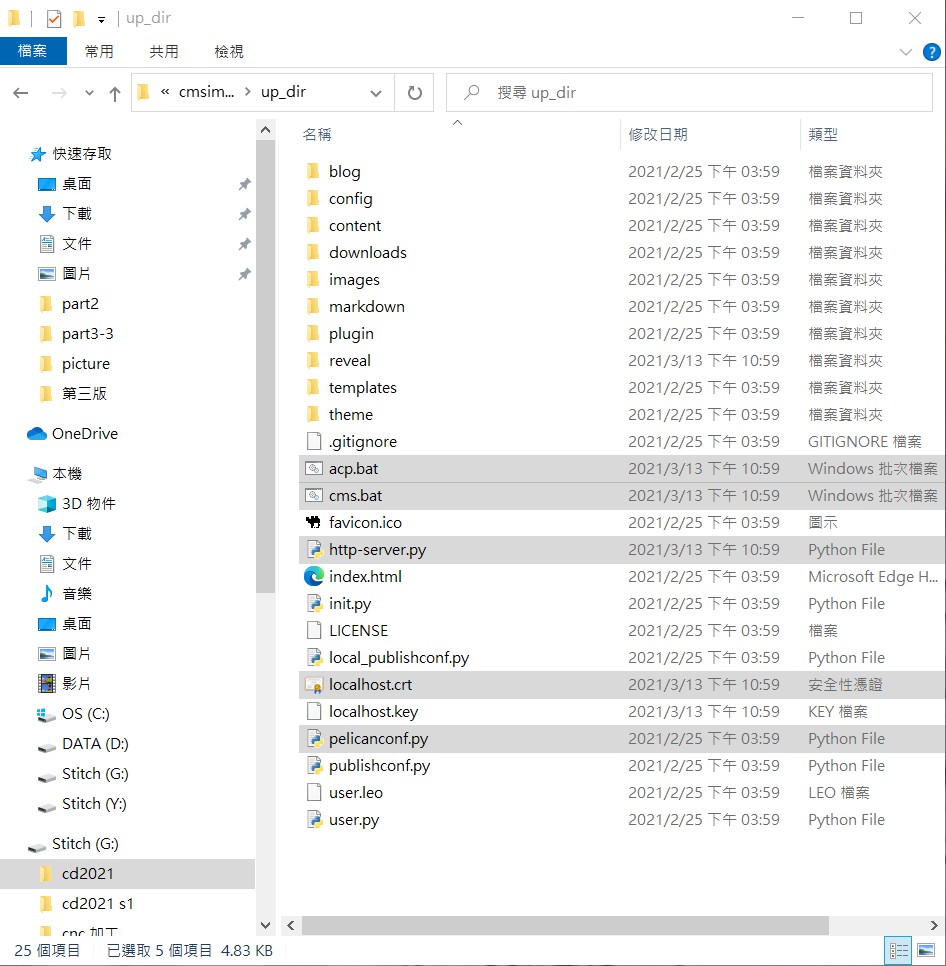 up_dir
檔案 常用 共用 檢視
« cmsim... up_dir 搜尋 up_dir
快速存取
桌面
下載
文件
圖片
part2
part3-3
picture
第三版
OneDrive
本機
3D 物件
下載
文件
音樂
桌面
圖片
影片
OS (C:)
DATA (D:)
Stitch (G:)
Stitch (Y:)
Stitch (G:)
cd2021
cd2021 s1
cnc 加工
名稱 修改日期 類型
blog 2021/2/25 下午 03:59 檔案資料夾
config 2021/2/25 下午 03:59 檔案資料夾
content 2021/2/25 下午 03:59 檔案資料夾
downloads 2021/2/25 下午 03:59 檔案資料夾
images 2021/2/25 下午 03:59 檔案資料夾
markdown 2021/2/25 下午 03:59 檔案資料夾
plugin 2021/2/25 下午 03:59 檔案資料夾
reveal 2021/3/13 下午 10:59 檔案資料夾
templates 2021/2/25 下午 03:59 檔案資料夾
theme 2021/2/25 下午 03:59 檔案資料夾
.gitignore 2021/2/25 下午 03:59 GITIGNORE 檔案
acp.bat 2021/3/13 下午 10:59 Windows 批次檔案
cms.bat 2021/3/13 下午 10:59 Windows 批次檔案
favicon.ico 2021/2/25 下午 03:59 圖示
http-server.py 2021/3/13 下午 10:59 Python File
index.html 2021/2/25 下午 03:59 Microsoft Edge H...
init.py 2021/2/25 下午 03:59 Python File
LICENSE 2021/2/25 下午 03:59 檔案
local_publishconf.py 2021/2/25 下午 03:59 Python File
localhost.crt 2021/3/13 下午 10:59 安全性憑證
localhost.key 2021/3/13 下午 10:59 KEY 檔案
pelicanconf.py 2021/2/25 下午 03:59 Python File
publishconf.py 2021/2/25 下午 03:59 Python File
user.leo 2021/2/25 下午 03:59 LEO 檔案
user.py 2021/2/25 下午 03:59 Python File
25 個項目 已選取 5 個項目 4.83 KB